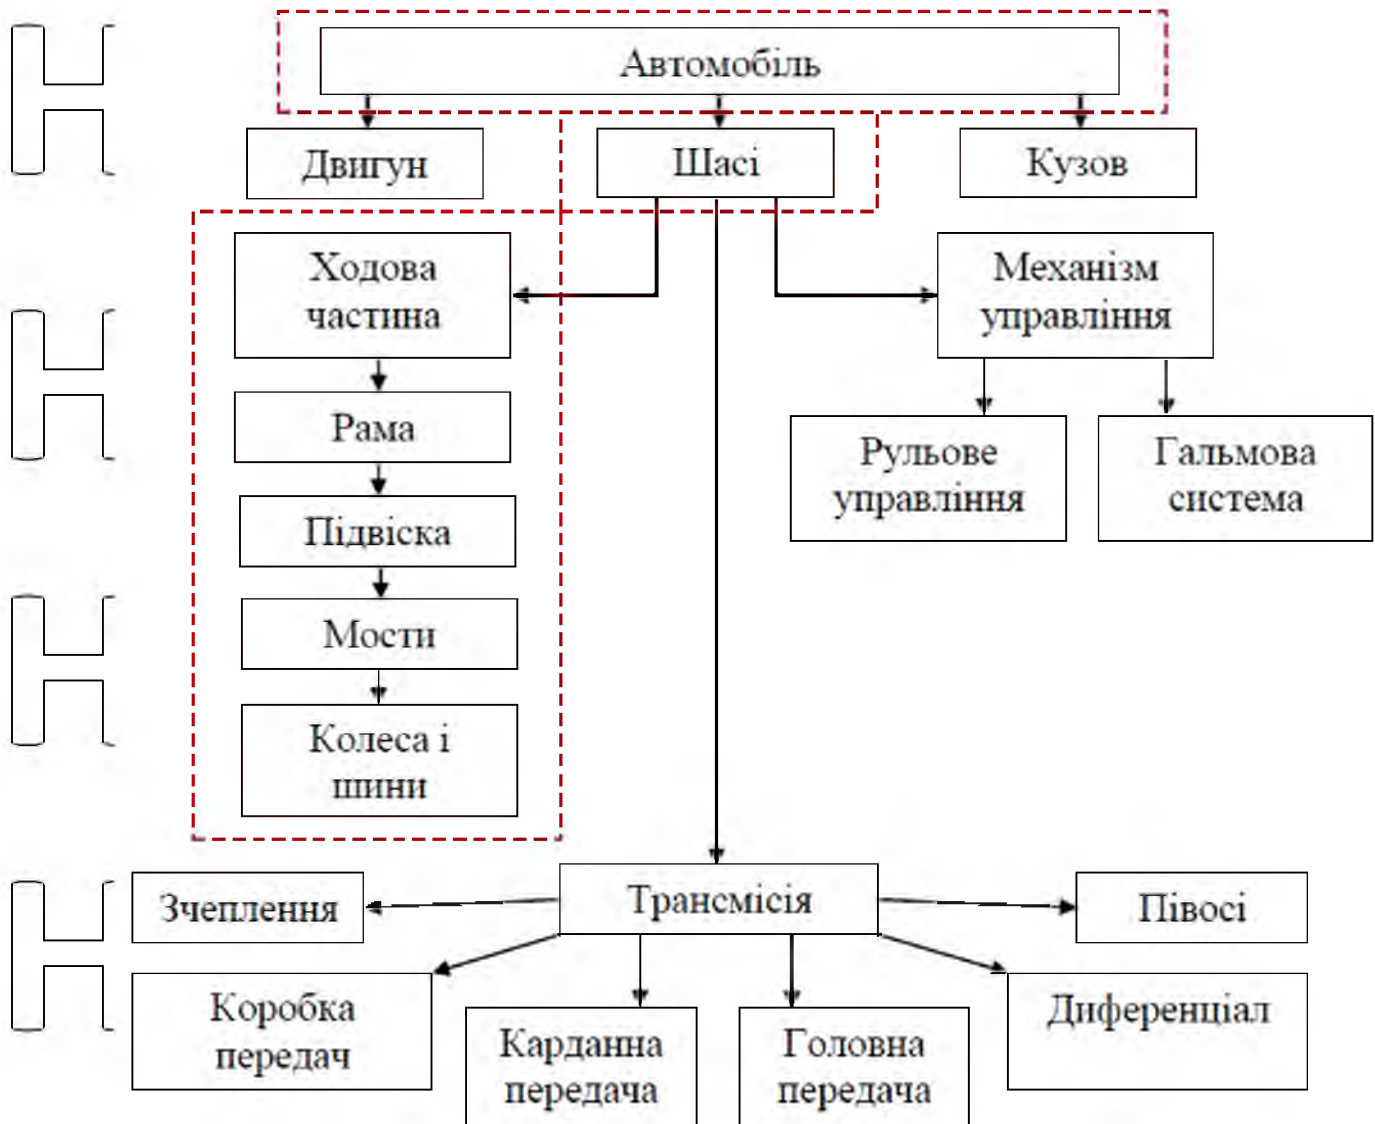 Автомобіль
Двигун
Шасі
Кузов
Ходова
частина
Механізм
управління
Рама
Рульове
управління
Гальмова
система
Підвіска
Мости
Колеса і
шини
Трансмісія
Зчеплення
Півосі
Коробка
передач
Карданна
передача
Головна
передача
Диференціал